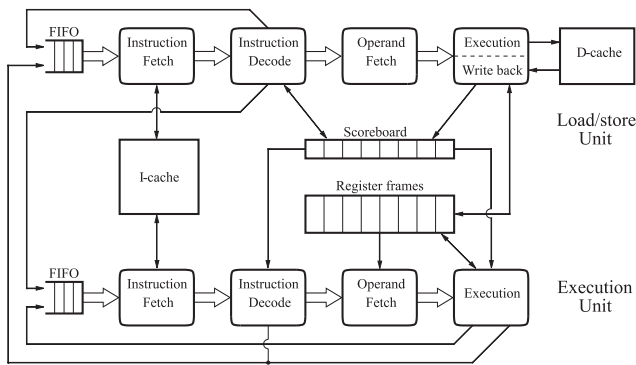 FIFO
Instruction
Fetch
Instruction
Decode
Operand
Fetch
Execution
Write back
D-cache
Load/store
Unit
Scoreboard
I-cache
Register frames
FIFO
Instruction
Fetch
Instruction
Decode
Operand
Fetch
Execution
Execution
Unit